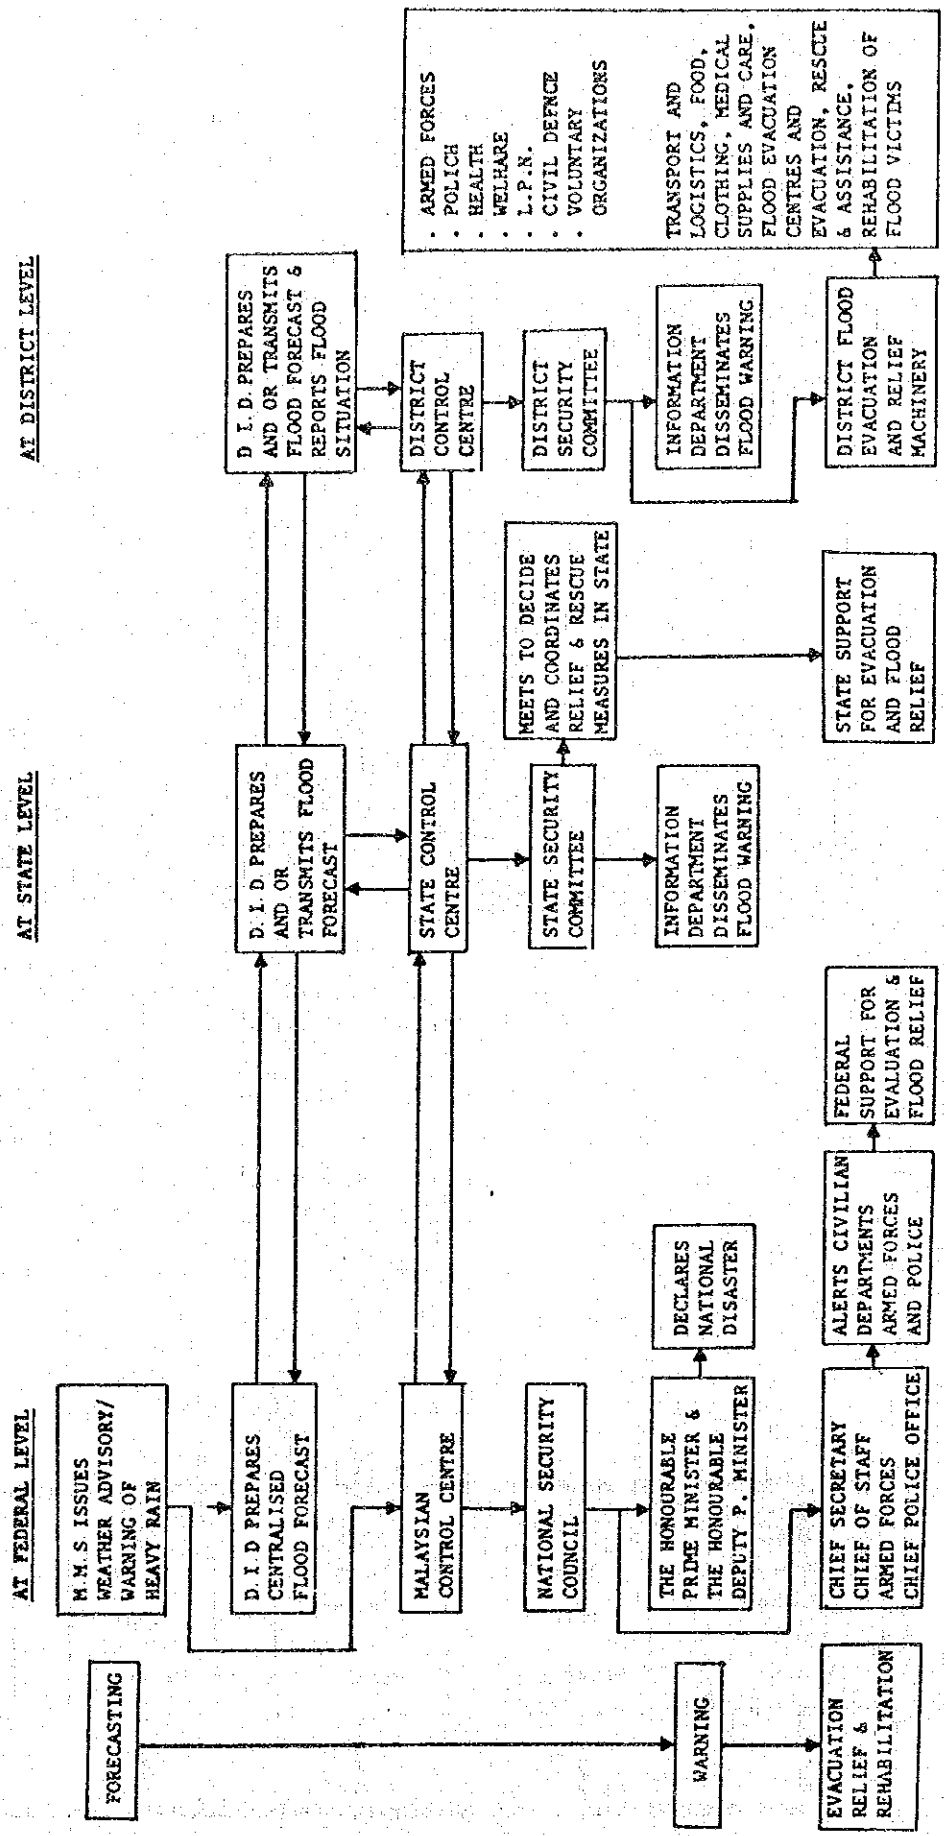 AT FEDERAL LEVEL
AT STATE LEVEL
AT DISTRICT LEVEL
FORECASTING
WARNING
EVACUATION
RELIEF &
REHABILITATION
M.M.S ISSUES
WEATHER ADVISORY/
WARNING OF
HEAVY RAIN
D.I.D PREPARES
CENTRALISED
FLOOD FORECAST
MALAYSIAN
CONTROL CENTRE
NATIONAL SECURITY
COUNCIL
THE HONOURABLE
PRIME MINISTER &
THE HONOURABLE
DEPUTY P. MINISTER
DECLARES
NATIONAL
DISASTER
CHIEF SECRETARY
CHIEF OF STAFF
ARMED FORCES
CHIEF POLICE OFFICE
ALERTS CIVILIAN
DEPARTMENTS
ARMED FORCES
AND POLICE
FEDERAL
SUPPORT FOR
EVALUATION &
FLOOD RELIEF
D.I.D.PREPARES
AND OR
TRANSMITS FLOOD
FORECAST
STATE CONTROL
CENTRE
STATE SECURITY
COMMITTEE
MEETS TO DECIDE
AND COORDINATES
RELIEF & RESCUE
MEASURES IN STATE
INFORMATION
DEPARTMENT
DISSEMINATES
FLOOD WARNING
STATE SUPPORT
FOR EVACUATION
AND FLOOD
RELIEF
D.I.D.PREPARES
AND OR TRANSMITS
FLOOD FORECAST &
REPORTS FLOOD
SITUATION
DISTRICT
CONTROL
CENTRE
DISTRICT
SECURITY
COMMITTEE
INFORMATION
DEPARTMENT
DISSEMINATES
FLOOD WARNING
DISTRICT FLOOD
EVACUATION
AND RELIEF
MACHINERY
. ARMED FORCES
. POLICH
. HEALTH
. WELHARE
. L.P.N.
. CIVIL DEFNCE
. VOLUNTARY
ORGANIZATIONS
TRANSPORT AND
LOGISTICS, FOOD,
CLOTHING, MEDICAL
SUPPLIES AND CARE,
FLOOD EVACUATION
CENTRES AND
EVACUATION, RESCUE
& ASSISTANCE,
REHABILITATION OF
FLOOD VICTIMS